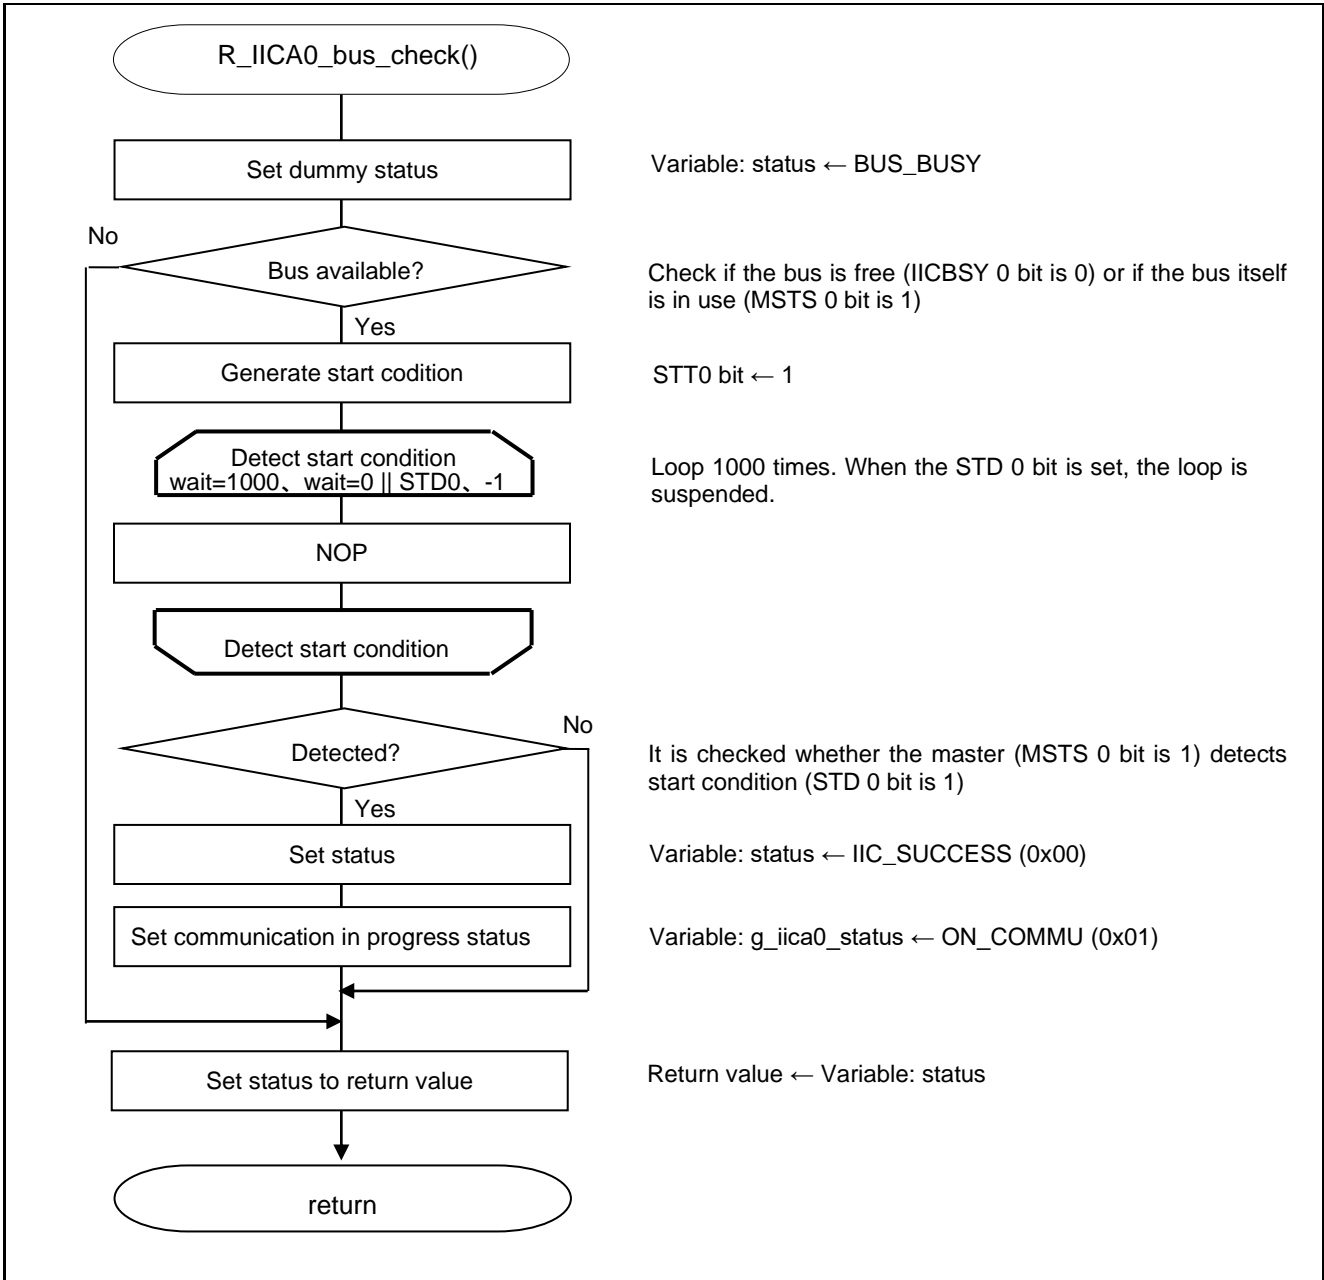 R_IICA0_bus_check()
Set dummy status
Variable: status ← BUS_BUSY
No
Bus available?
Check if the bus is free (IICBSY 0 bit is 0) or if the bus itself
is in use (MSTS 0 bit is 1)
Yes
Generate start codition
STT0 bit ← 1
Detect start condition
wait=1000、wait=0 || STD0、-1
Loop 1000 times. When the STD 0 bit is set, the loop is
suspended.
NOP
Detect start condition
No
Detected?
It is checked whether the master (MSTS 0 bit is 1) detects
start condition (STD 0 bit is 1)
Yes
Set status
Variable: status ← IIC_SUCCESS (0x00)
Set communication in progress status
Variable: g_iica0_status ← ON_COMMU (0x01)
Set status to return value
Return value ← Variable: status
return